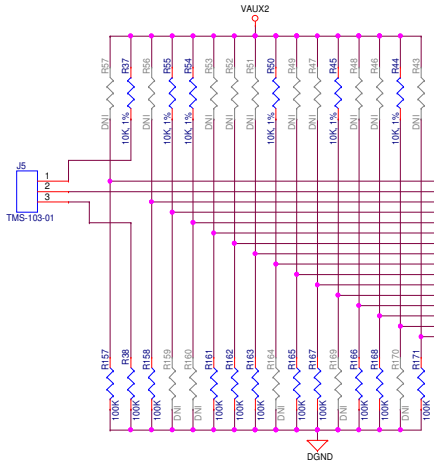 VAUX2
R57
R37
R56
R55
R54
R53
R52
R51
R50
R49
R47
R45
R48
R46
R44
R43
DNI
10K, 1%
DNI
10K, 1%
10K, 1%
DNI
DNI
DNI
10K, 1%
DNI
DNI
10K, 1%
DNI
DNI
10K, 1%
DNI
J5
1
2
3
TMS-103-01
R157
R38
R158
R159
R160
R161
R162
R163
R164
R165
R167
R169
R166
R168
R170
R171
100K
100K
100K
DNI
DNI
100K
100K
100K
DNI
100K
100K
DNI
100K
100K
DNI
100K
DGND